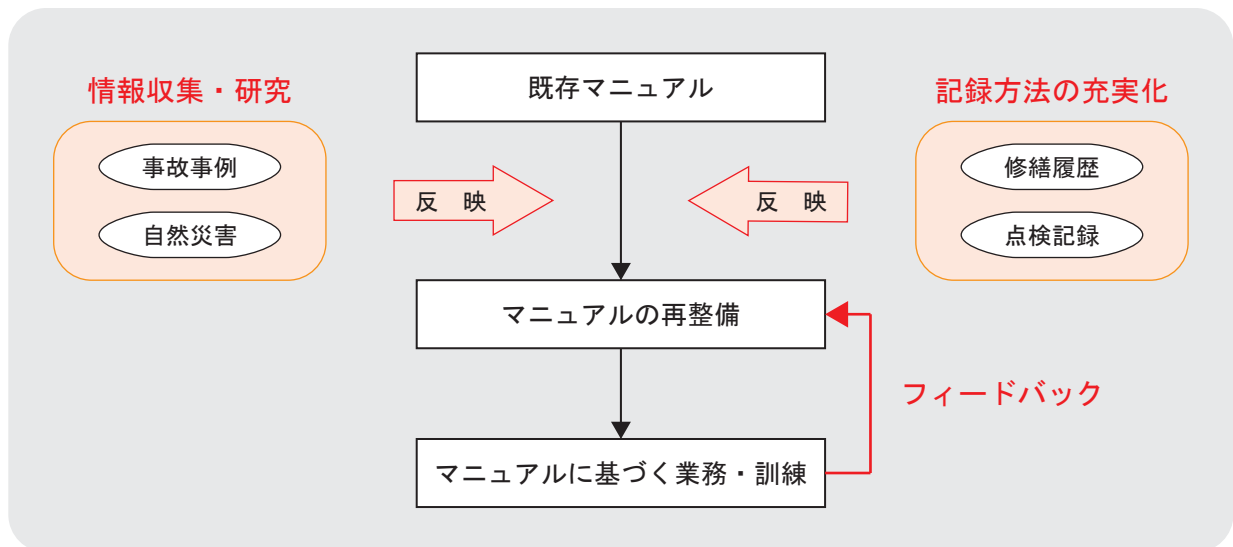 既存マニュアル
情報収集・研究
事故事例
自然災害
反　映
記録方法の充実化
修繕履歴
点検記録
反　映
マニュアルの再整備
フィードバック
マニュアルに基づく業務・訓練